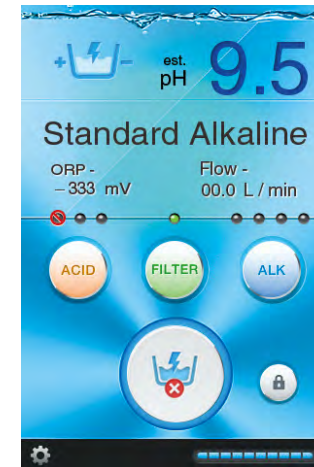 est.
pH 9.5
Standard Alkaline
ORP - Flow -
–333 mV 00.0 L / min
ACID FILTER ALK